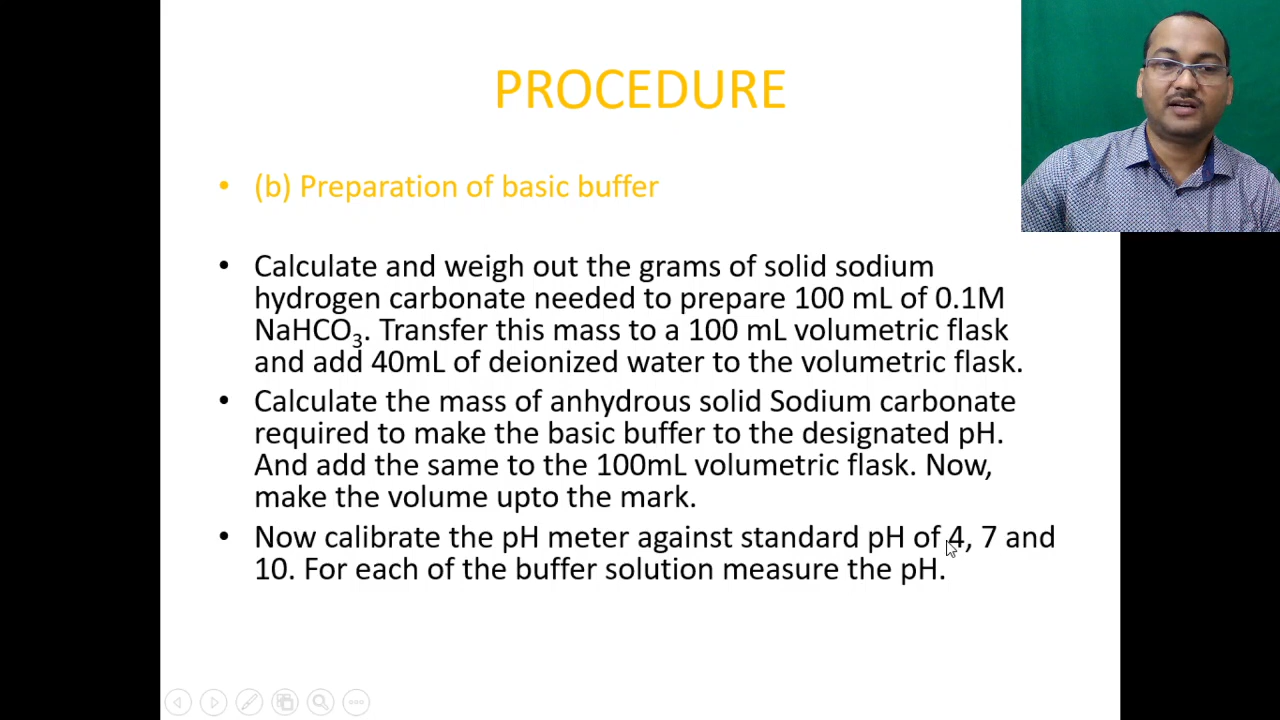 PROCEDURE
• (b) Preparation of basic buffer
• Calculate and weigh out the grams of solid sodium
hydrogen carbonate needed to prepare 100 mL of 0.1M
NaHCO₃. Transfer this mass to a 100 mL volumetric flask
and add 40mL of deionized water to the volumetric flask.
• Calculate the mass of anhydrous solid Sodium carbonate
required to make the basic buffer to the designated pH.
And add the same to the 100mL volumetric flask. Now,
make the volume upto the mark.
• Now calibrate the pH meter against standard pH of 4, 7 and
10. For each of the buffer solution measure the pH.